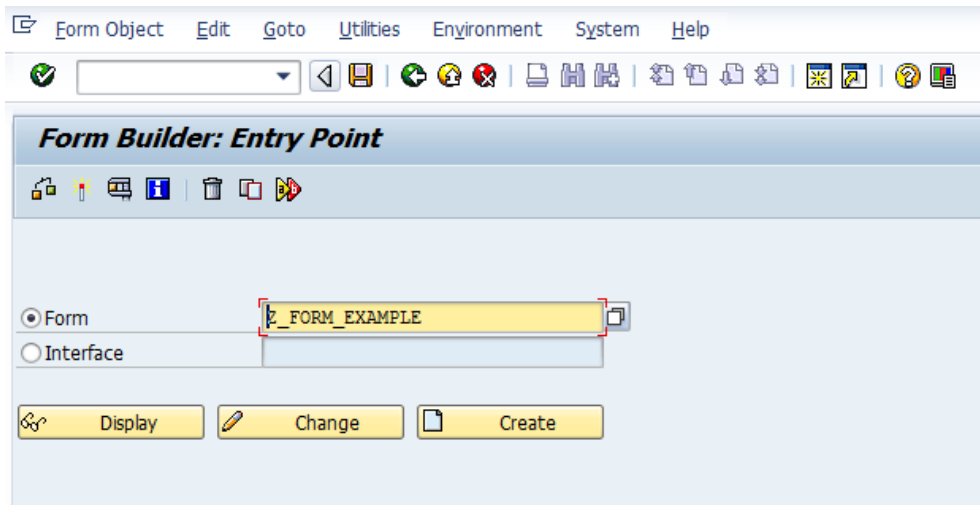 Form Object Edit Goto Utilities Environment System Help
Form Builder: Entry Point
Form Z_FORM_EXAMPLE
Interface
Display Change Create